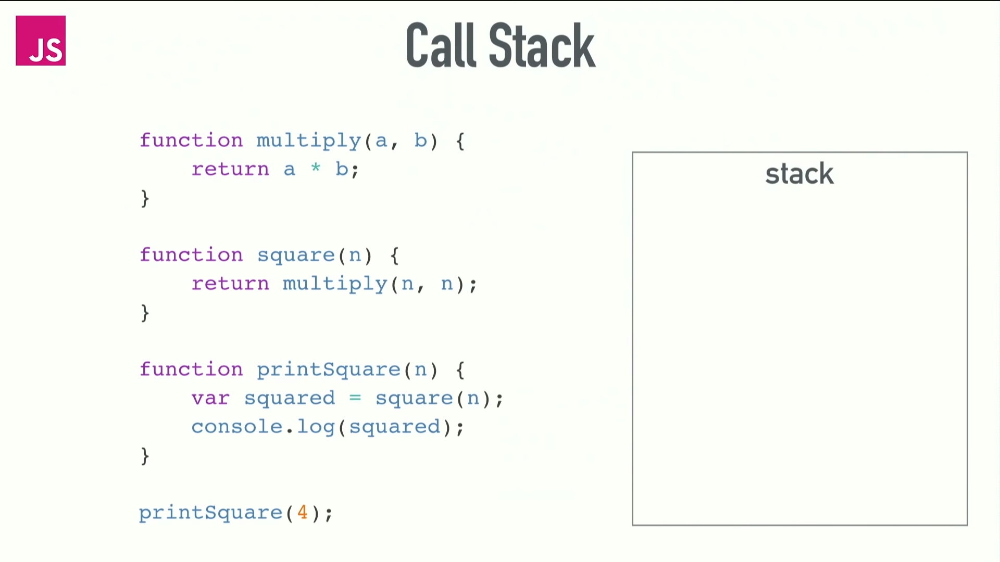 JS
Call Stack
function multiply(a, b) {
    return a * b;
}
function square(n) {
    return multiply(n, n);
}
function printSquare(n) {
    var squared = square(n);
    console.log(squared);
}
printSquare(4);
stack